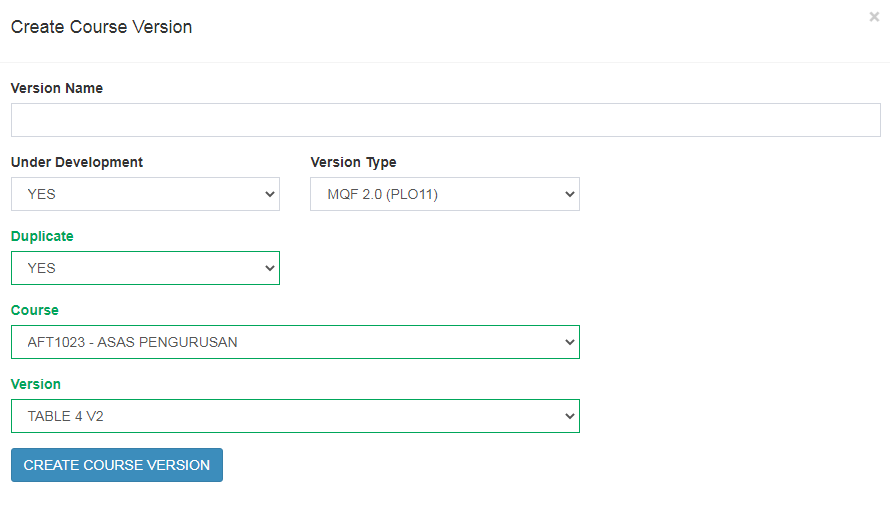 Create Course Version
×
Version Name
Under Development Version Type
YES MQF 2.0 (PLO11)
Duplicate
YES
Course
AFT1023 - ASAS PENGURUSAN
Version
TABLE 4 V2
CREATE COURSE VERSION